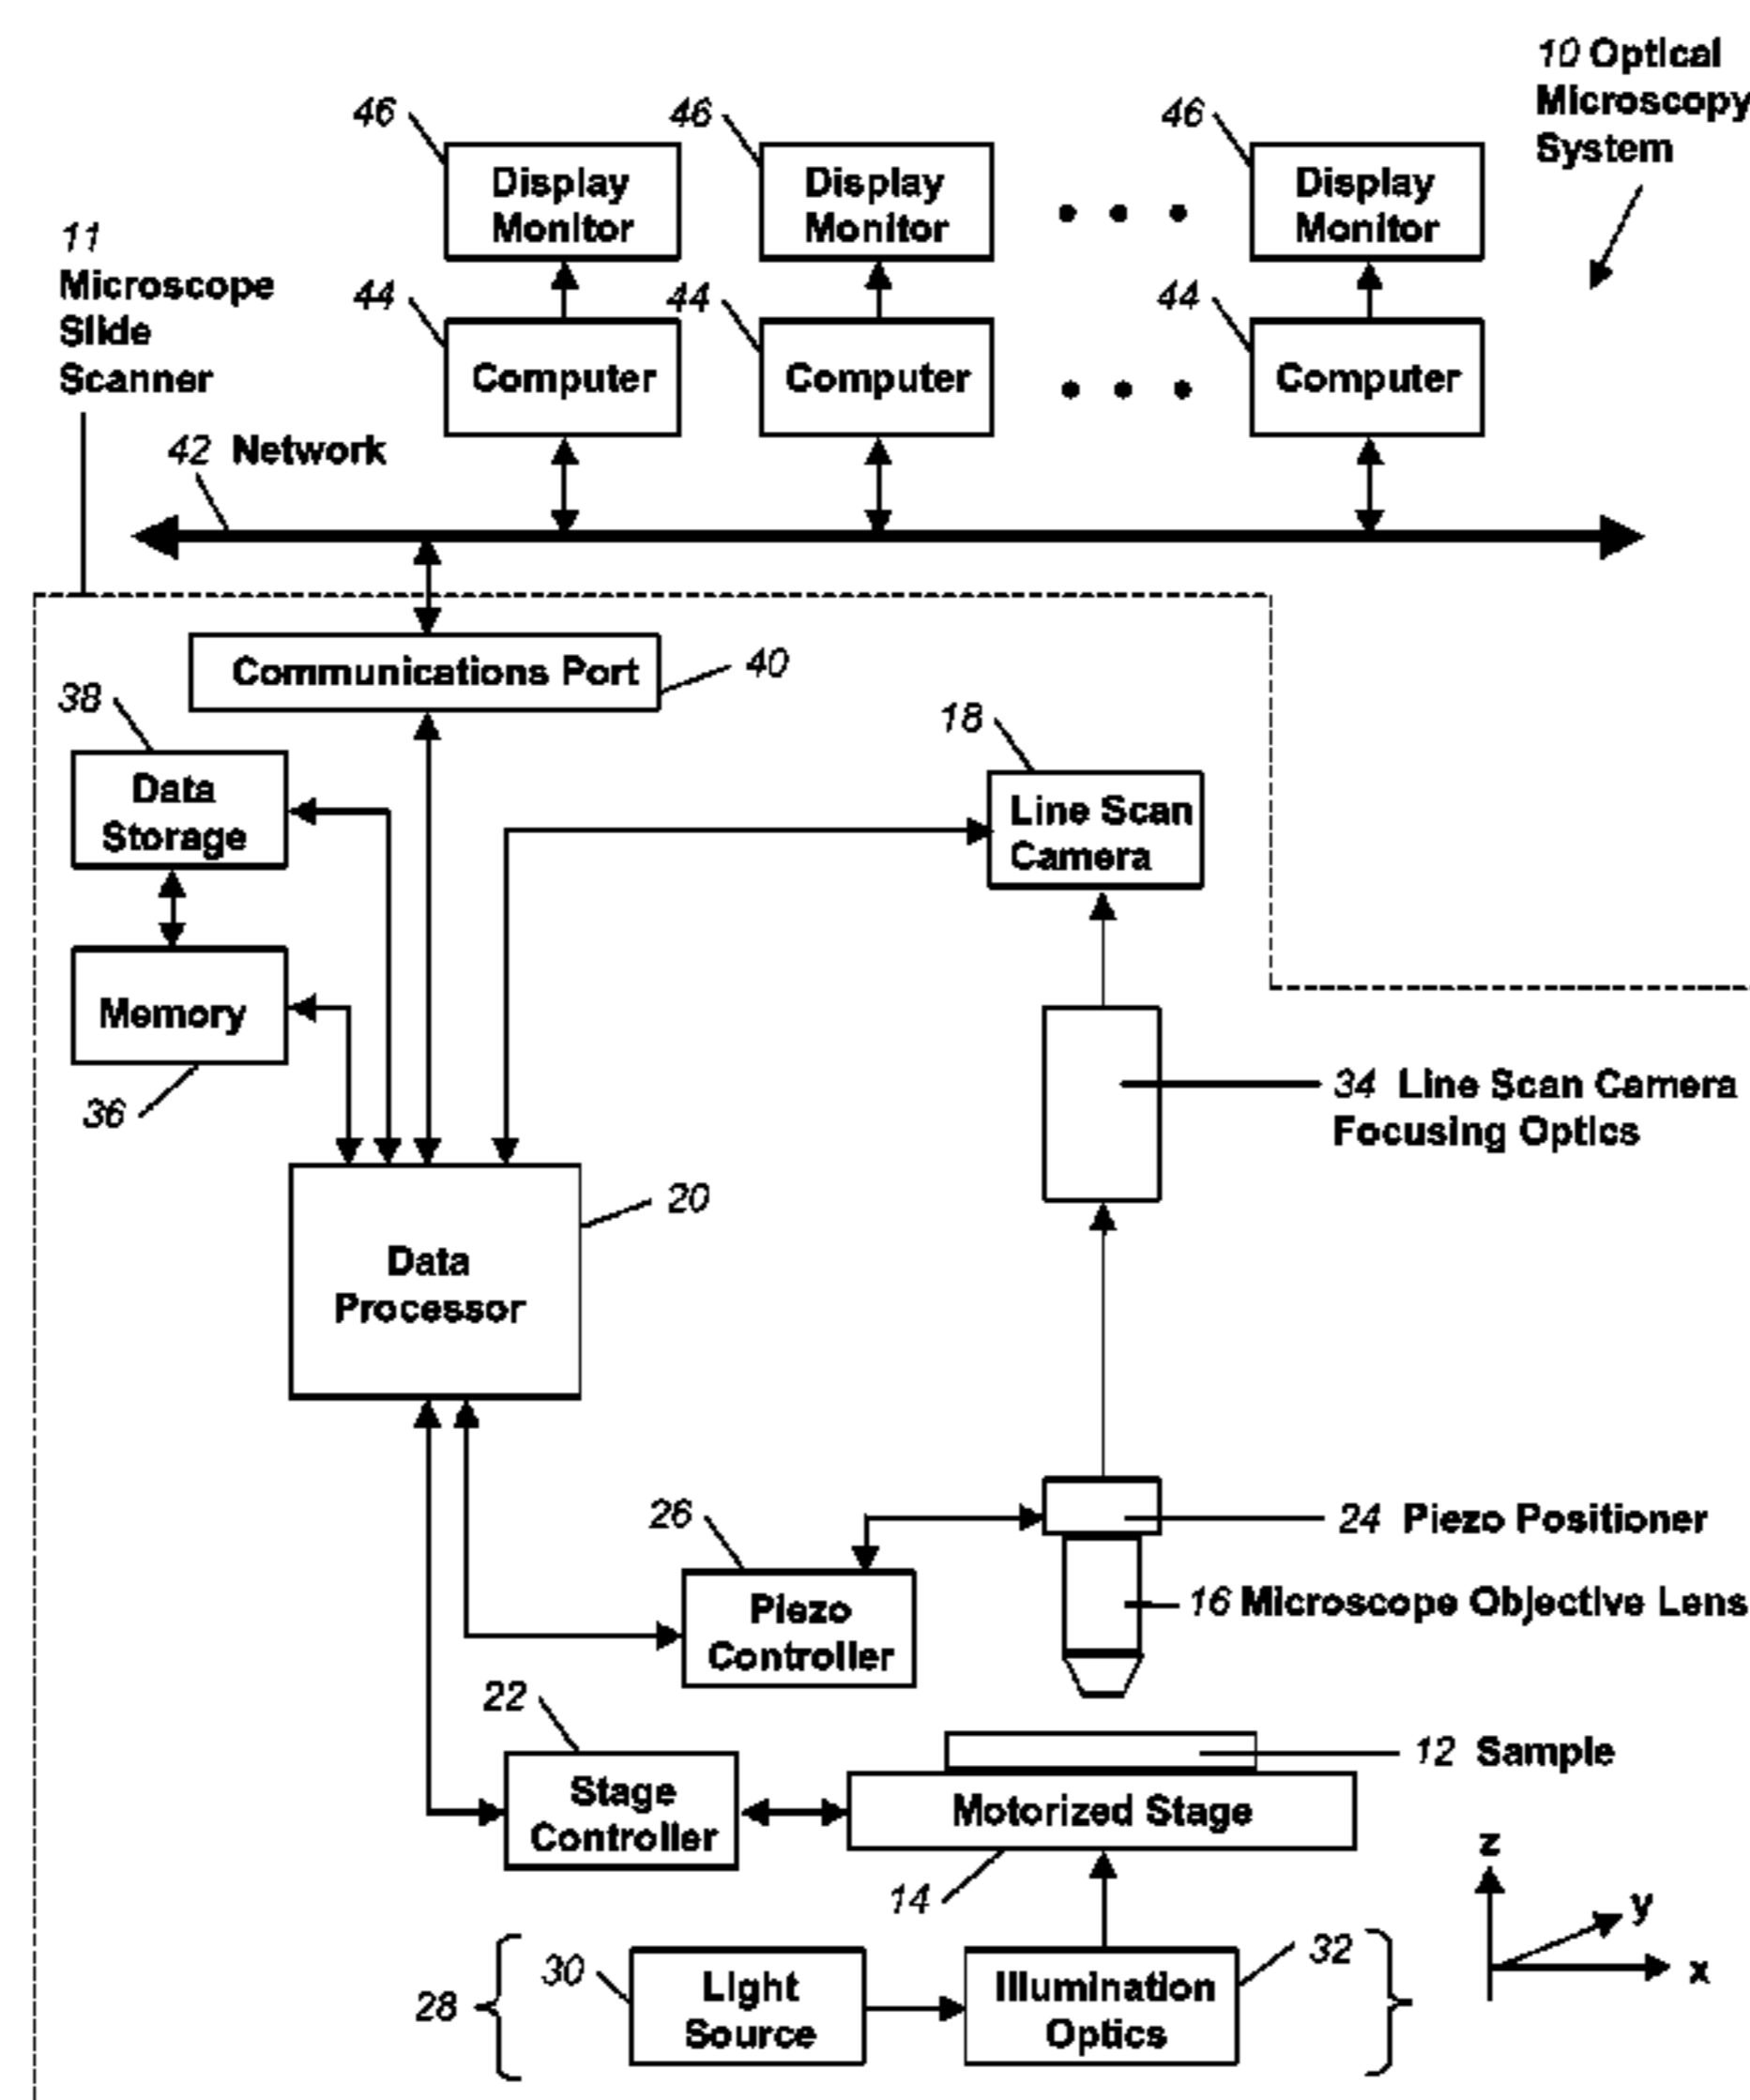 10 Optical
Microscopy
System
46
46
46
Display
Monitor
Display
Monitor
Display
Monitor
11
Microscope
Slide
Scanner
44
44
44
Computer
Computer
Computer
42 Network
Communications Port
40
38
Data
Storage
18
Line Scan
Camera
Memory
36
34 Line Scan Camera
Focusing Optics
20
Data
Processor
26
Piezo
Controller
24 Piezo Positioner
16 Microscope Objective Lens
22
Stage
Controller
12 Sample
Motorized Stage
14
z
y
x
28
30
Light
Source
Illumination
Optics
32